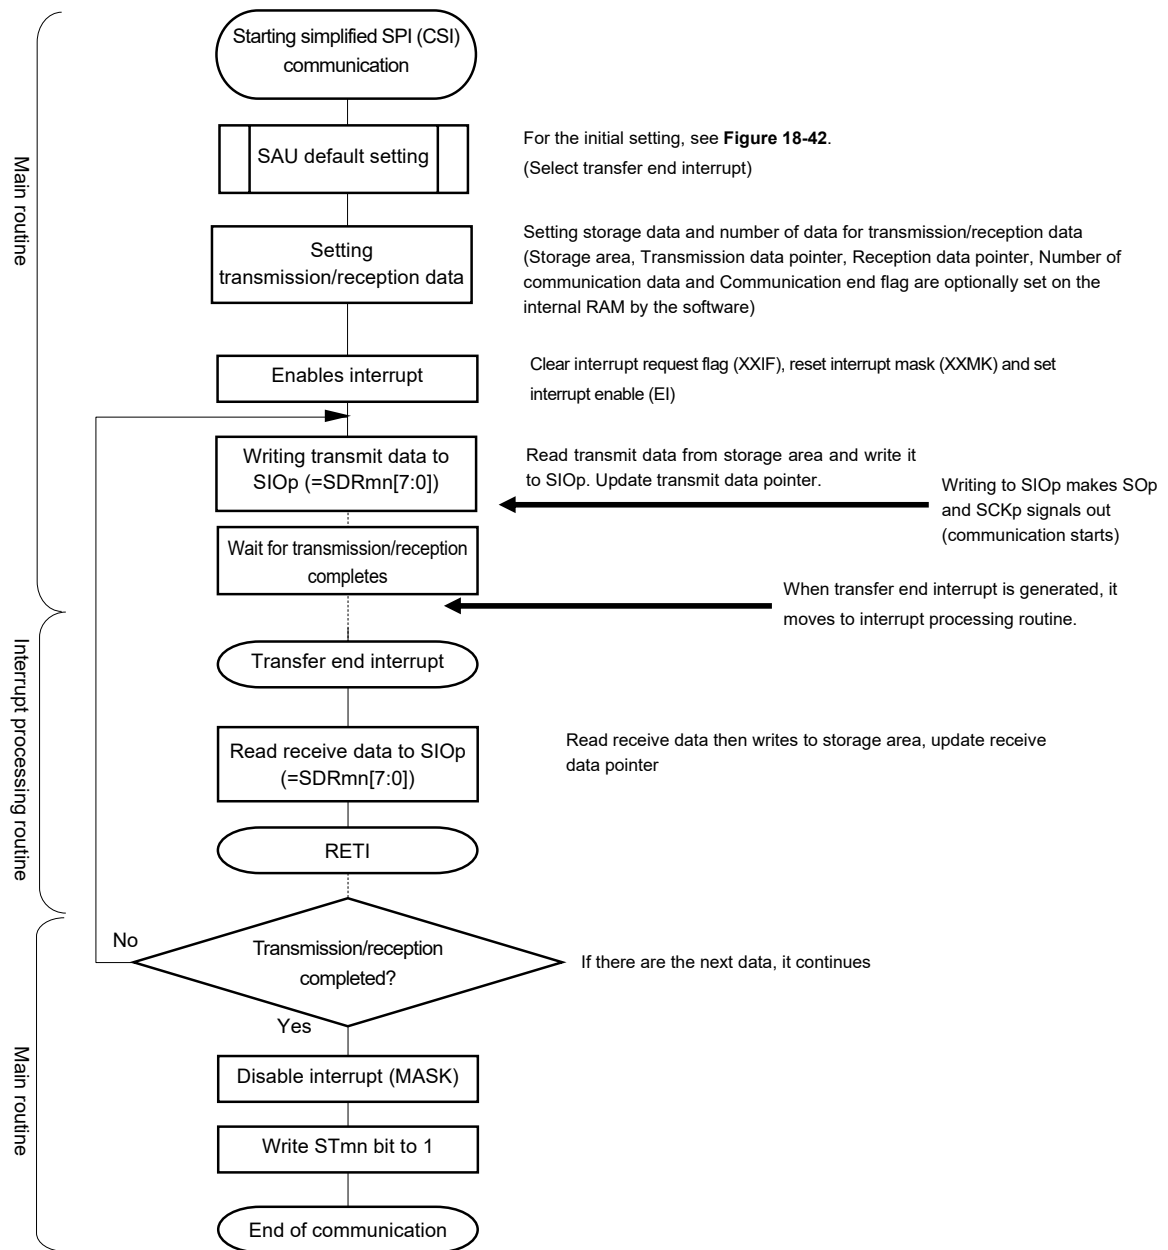 Starting simplified SPI (CSI)
communication
Main routine
SAU default setting
For the initial setting, see Figure 18-42.
(Select transfer end interrupt)
Setting
transmission/reception data
Setting storage data and number of data for transmission/reception data
(Storage area, Transmission data pointer, Reception data pointer, Number of
communication data and Communication end flag are optionally set on the
internal RAM by the software)
Enables interrupt
Clear interrupt request flag (XXIF), reset interrupt mask (XXMK) and set
interrupt enable (EI)
Writing transmit data to
SIOp (=SDRmn[7:0])
Read transmit data from storage area and write it
to SIOp. Update transmit data pointer.
Writing to SIOp makes SOp
and SCKp signals out
(communication starts)
Wait for transmission/reception
completes
When transfer end interrupt is generated, it
moves to interrupt processing routine.
Interrupt processing routine
Transfer end interrupt
Read receive data to SIOp
(=SDRmn[7:0])
Read receive data then writes to storage area, update receive
data pointer
RETI
No
Transmission/reception
completed?
If there are the next data, it continues
Yes
Main routine
Disable interrupt (MASK)
Write STmn bit to 1
End of communication